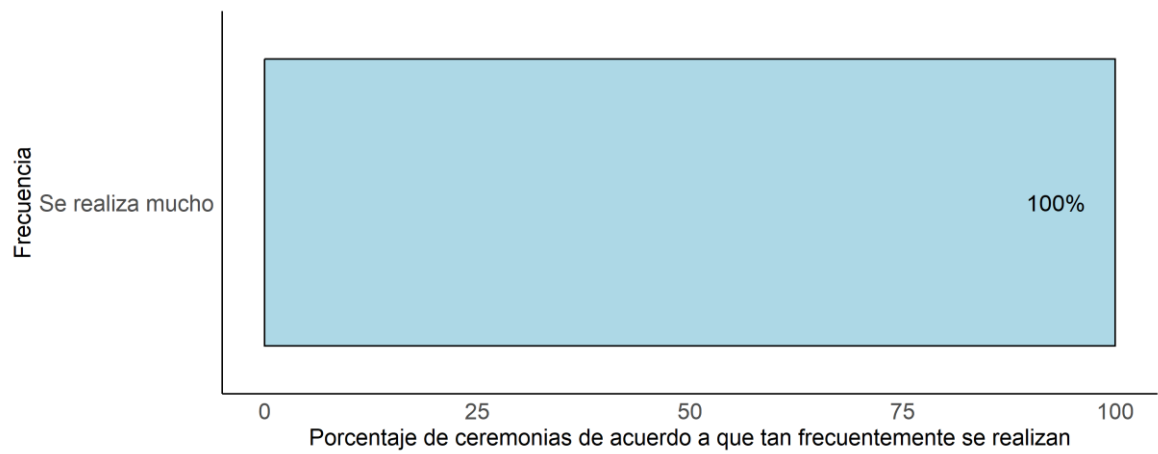 Frecuencia
Se realiza mucho
100%
0 25 50 75 100
Porcentaje de ceremonias de acuerdo a que tan frecuentemente se realizan